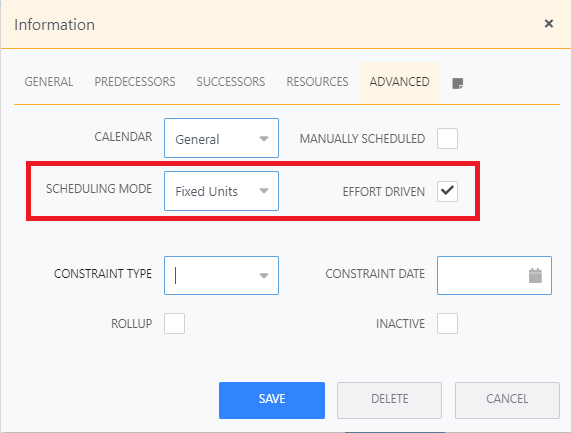 Information ×
GENERAL PREDECESSORS SUCCESSORS RESOURCES ADVANCED
CALENDAR General MANUALLY SCHEDULED
SCHEDULING MODE Fixed Units EFFORT DRIVEN
CONSTRAINT TYPE CONSTRAINT DATE
ROLLUP INACTIVE
SAVE DELETE CANCEL